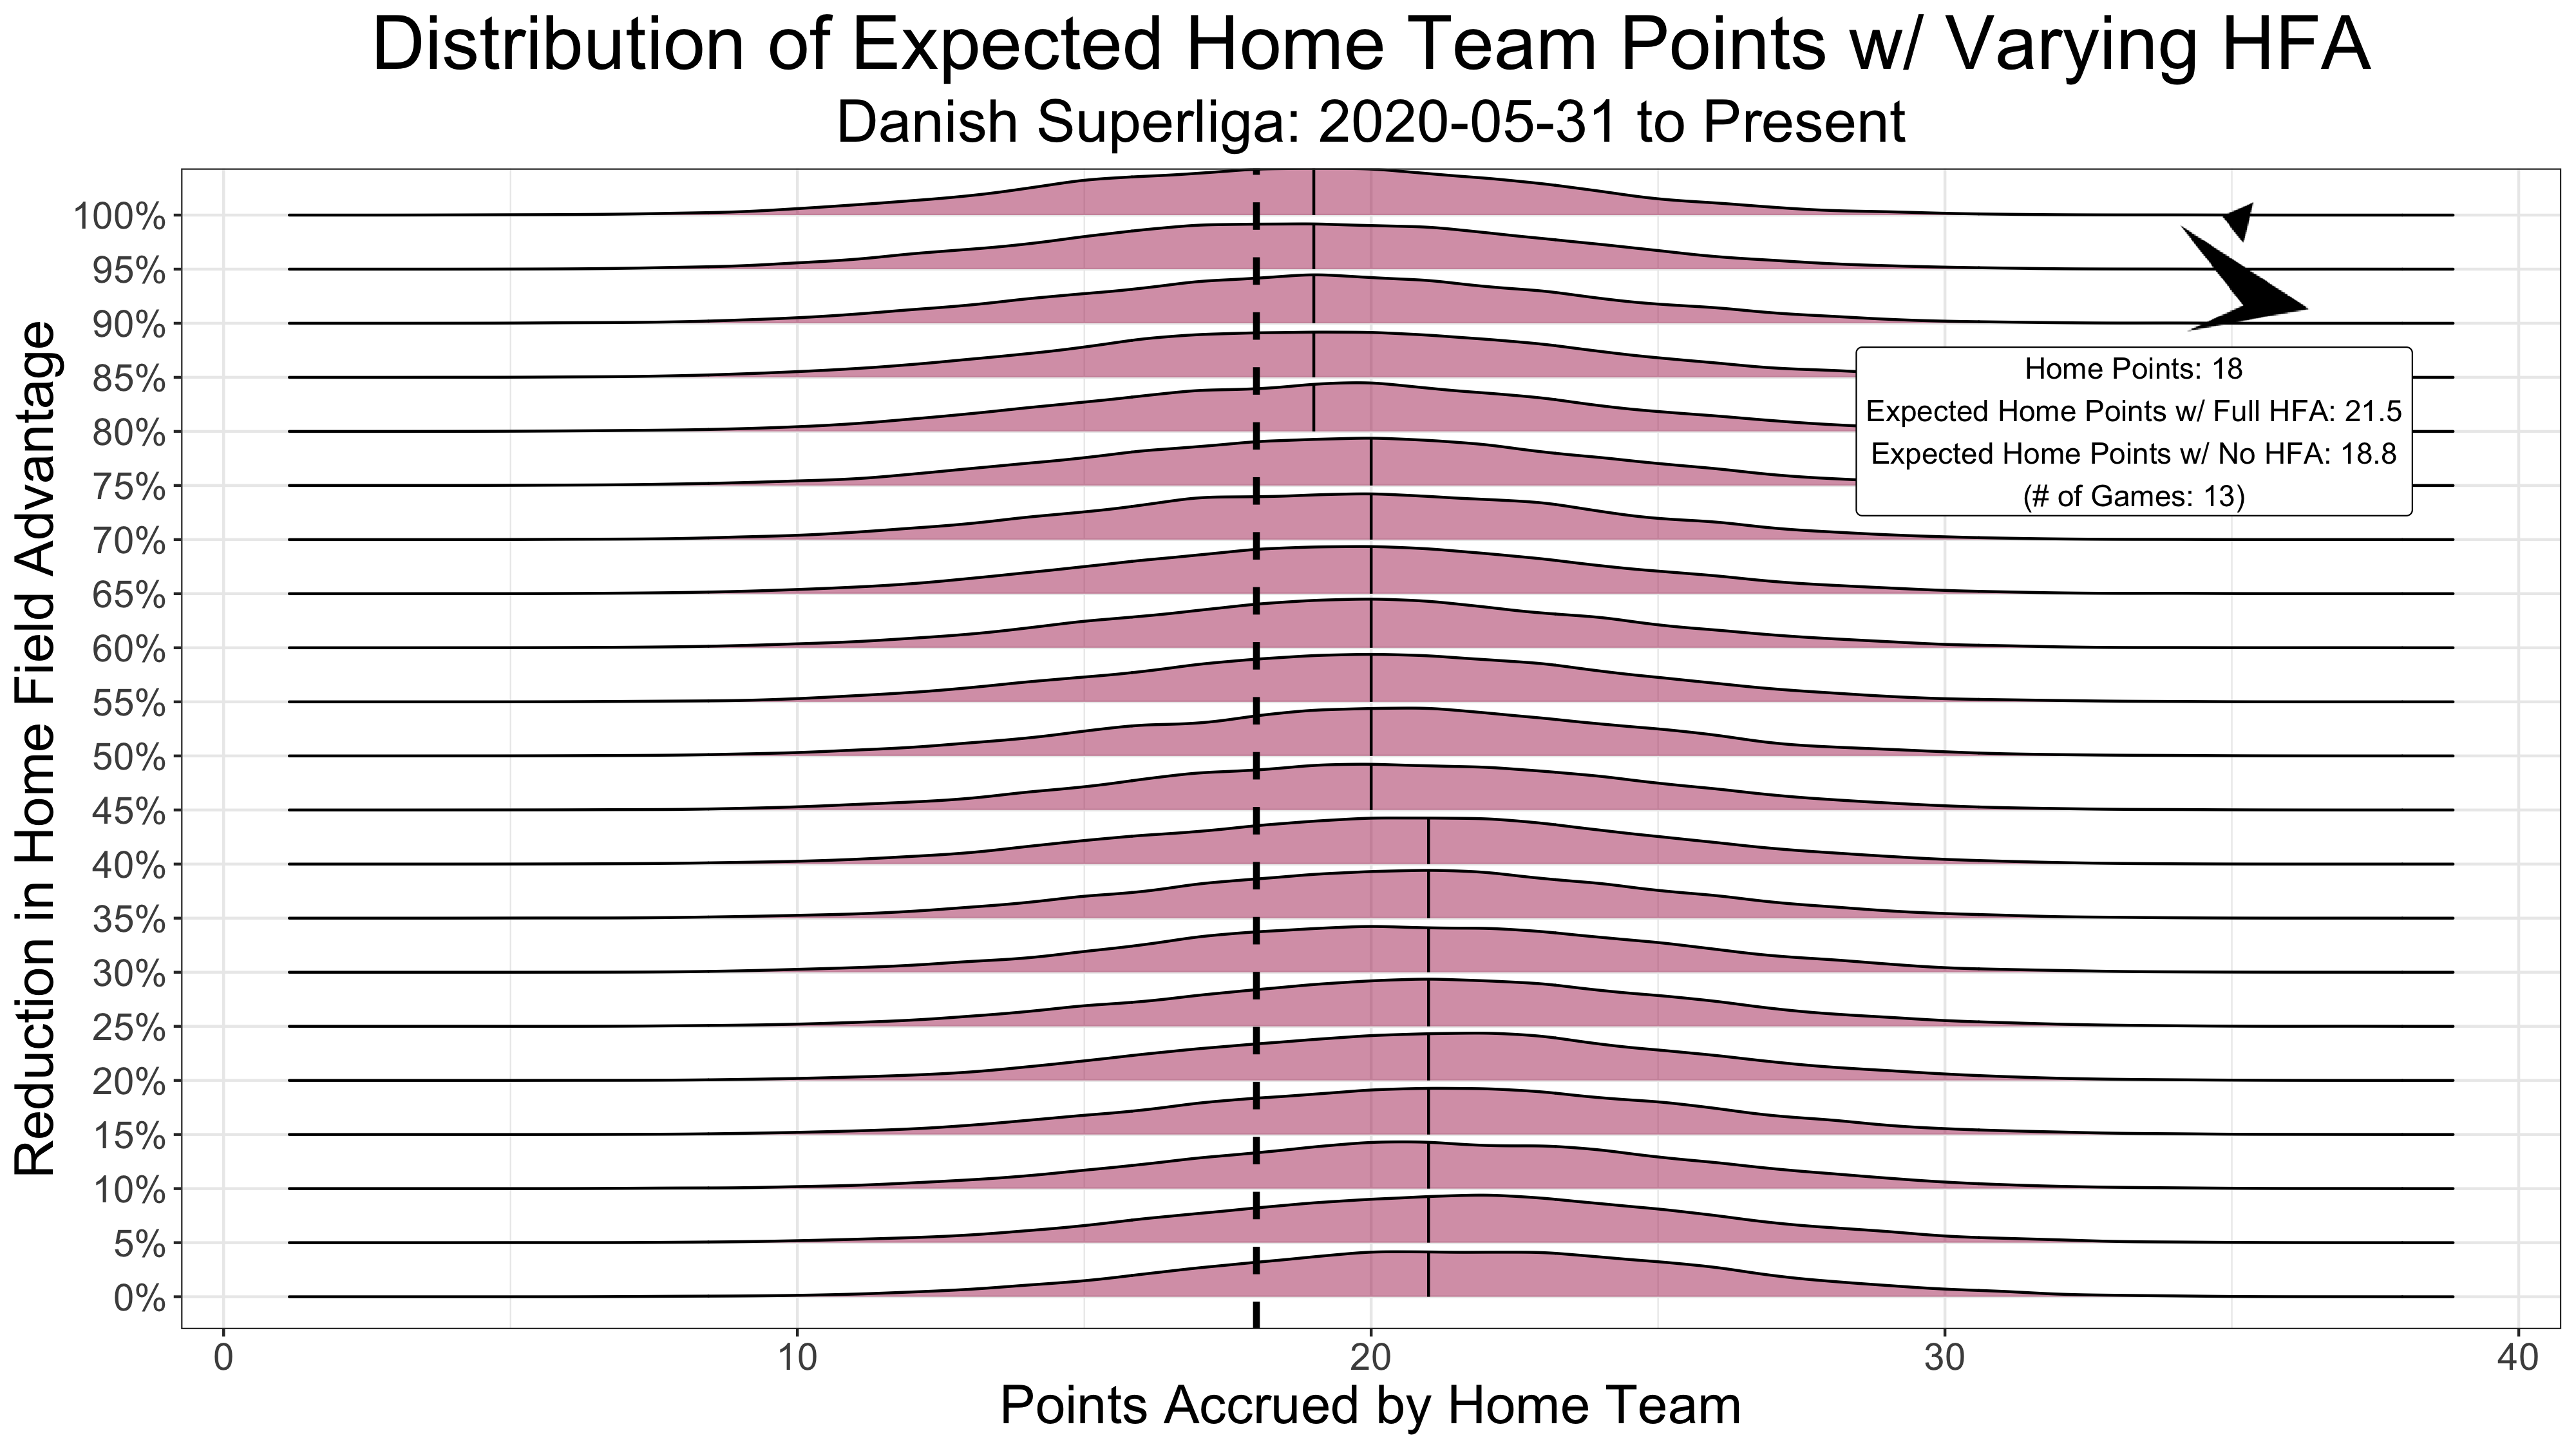 Distribution of Expected Home Team Points w/ Varying HFA
Danish Superliga: 2020-05-31 to Present
Reduction in Home Field Advantage
100%
95%
90%
85%
80%
75%
70%
65%
60%
55%
50%
45%
40%
35%
30%
25%
20%
15%
10%
5%
0%
Home Points: 18
Expected Home Points w/ Full HFA: 21.5
Expected Home Points w/ No HFA: 18.8
(# of Games: 13)
0 10 20 30 40
Points Accrued by Home Team